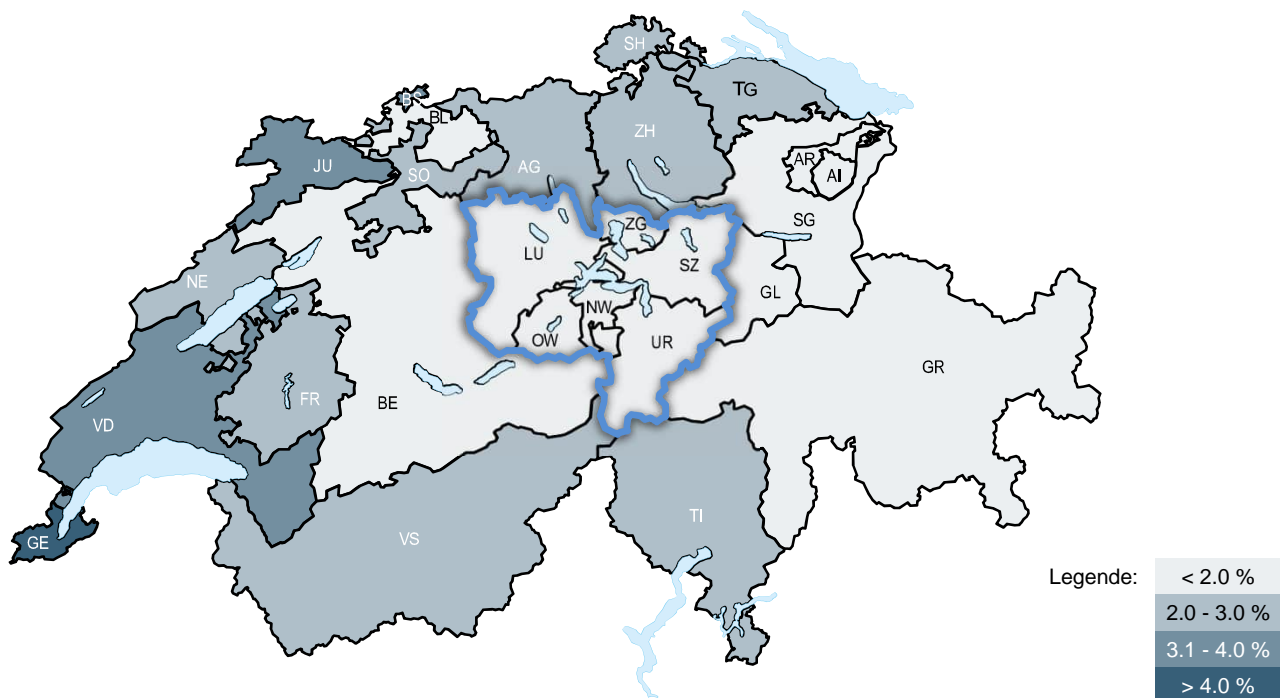 SH
TG
BS
BL
ZH
JU
SO
AG
AR
AI
SG
ZG
LU
SZ
NE
GL
NW
OW
UR
GR
BE
FR
VD
TI
GE
VS
Legende:
< 2.0 %
2.0 - 3.0 %
3.1 - 4.0 %
> 4.0 %